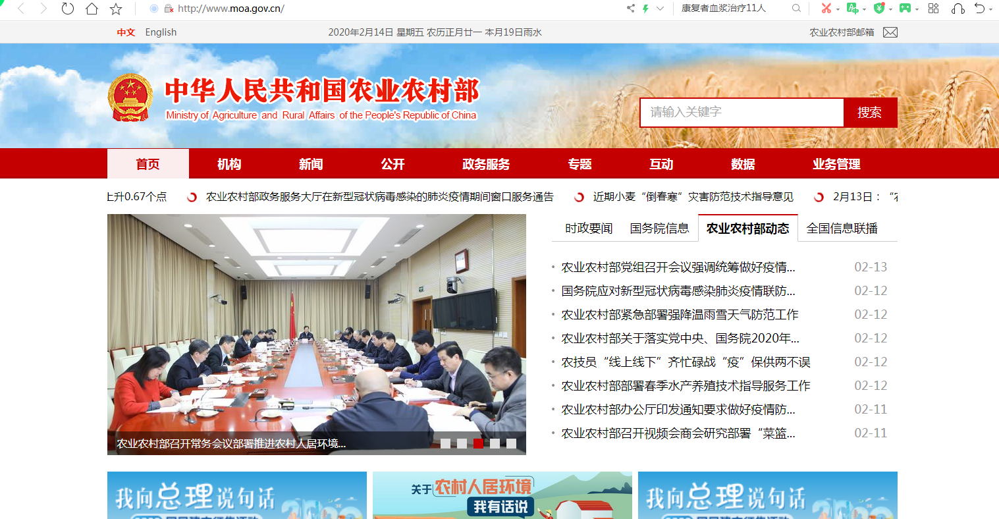 http://www.moa.gov.cn/
康复者血浆治疗11人
中文 English
2020年2月14日 星期五 农历正月廿一 本月19日雨水
农业农村部邮箱
中华人民共和国农业农村部
Ministry of Agriculture and Rural Affairs of the People's Republic of China
请输入关键字
搜索
首页 机构 新闻 公开 政务服务 专题 互动 数据 业务管理
上升0.67个点 农业农村部政务服务大厅在新型冠状病毒感染的肺炎疫情期间窗口服务通告 近期小麦“倒春寒”灾害防范技术指导意见 2月13日：“农
时政要闻 国务院信息 农业农村部动态 全国信息联播
农业农村部党组召开会议强调统筹做好疫情... 02-13
国务院应对新型冠状病毒感染肺炎疫情联防... 02-12
农业农村部紧急部署强降温雨雪天气防范工作 02-12
农业农村部关于落实党中央、国务院2020年... 02-12
农技员“线上线下”齐忙碌战“疫”保供两不误 02-12
农业农村部部署春季水产养殖技术指导服务工作 02-12
农业农村部办公厅印发通知要求做好疫情防... 02-11
农业农村部召开视频会商会研究部署“菜篮... 02-11
农业农村部召开常务会议部署推进农村人居环境...
我向总理说句话
关于农村人居环境
我有话说
我向总理说句话